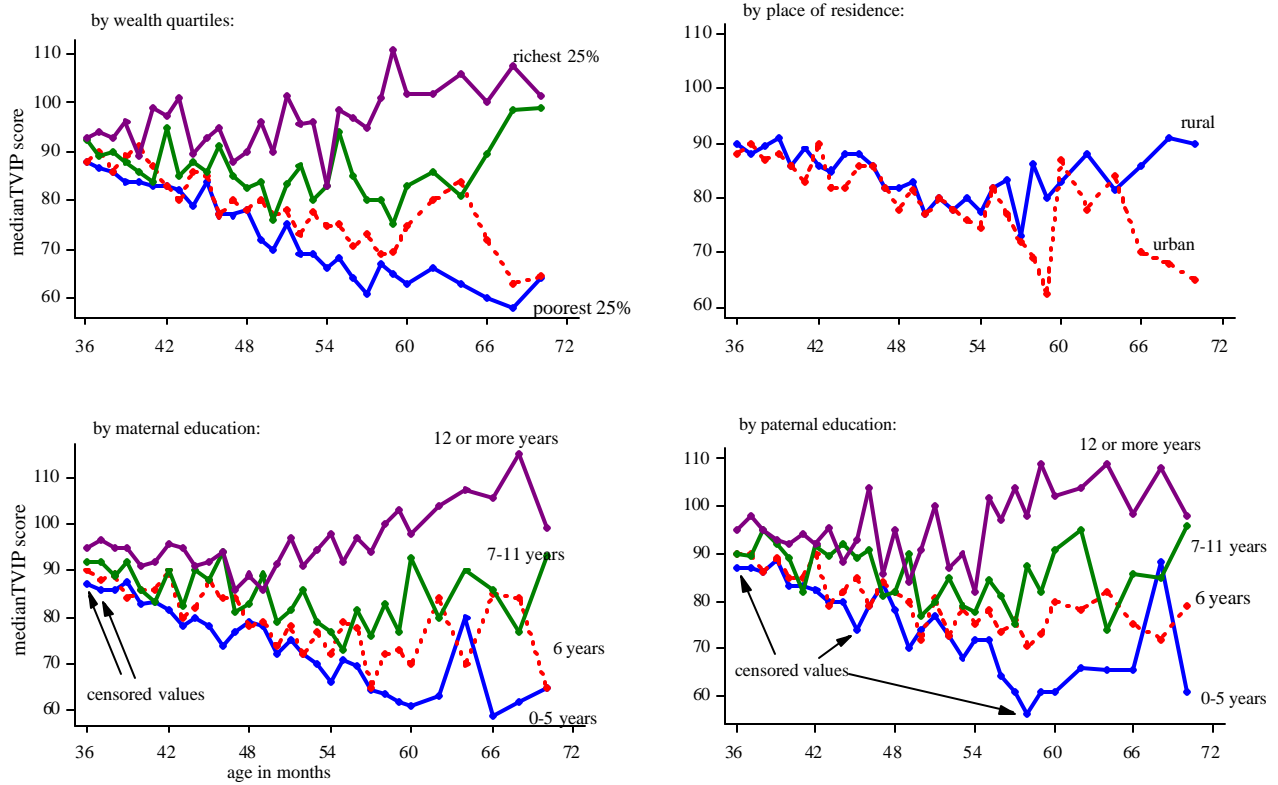 by wealth quartiles:
medianTVIP score
110
100
90
80
70
60
richest 25%
poorest 25%
36 42 48 54 60 66 72
by place of residence:
110
100
90
80
70
60
rural
urban
36 42 48 54 60 66 72
by maternal education:
medianTVIP score
110
100
90
80
70
60
12 or more years
7-11 years
6 years
censored values
0-5 years
36 42 48 54 60 66 72
age in months
by paternal education:
110
100
90
80
70
60
12 or more years
7-11 years
6 years
censored values
0-5 years
36 42 48 54 60 66 72